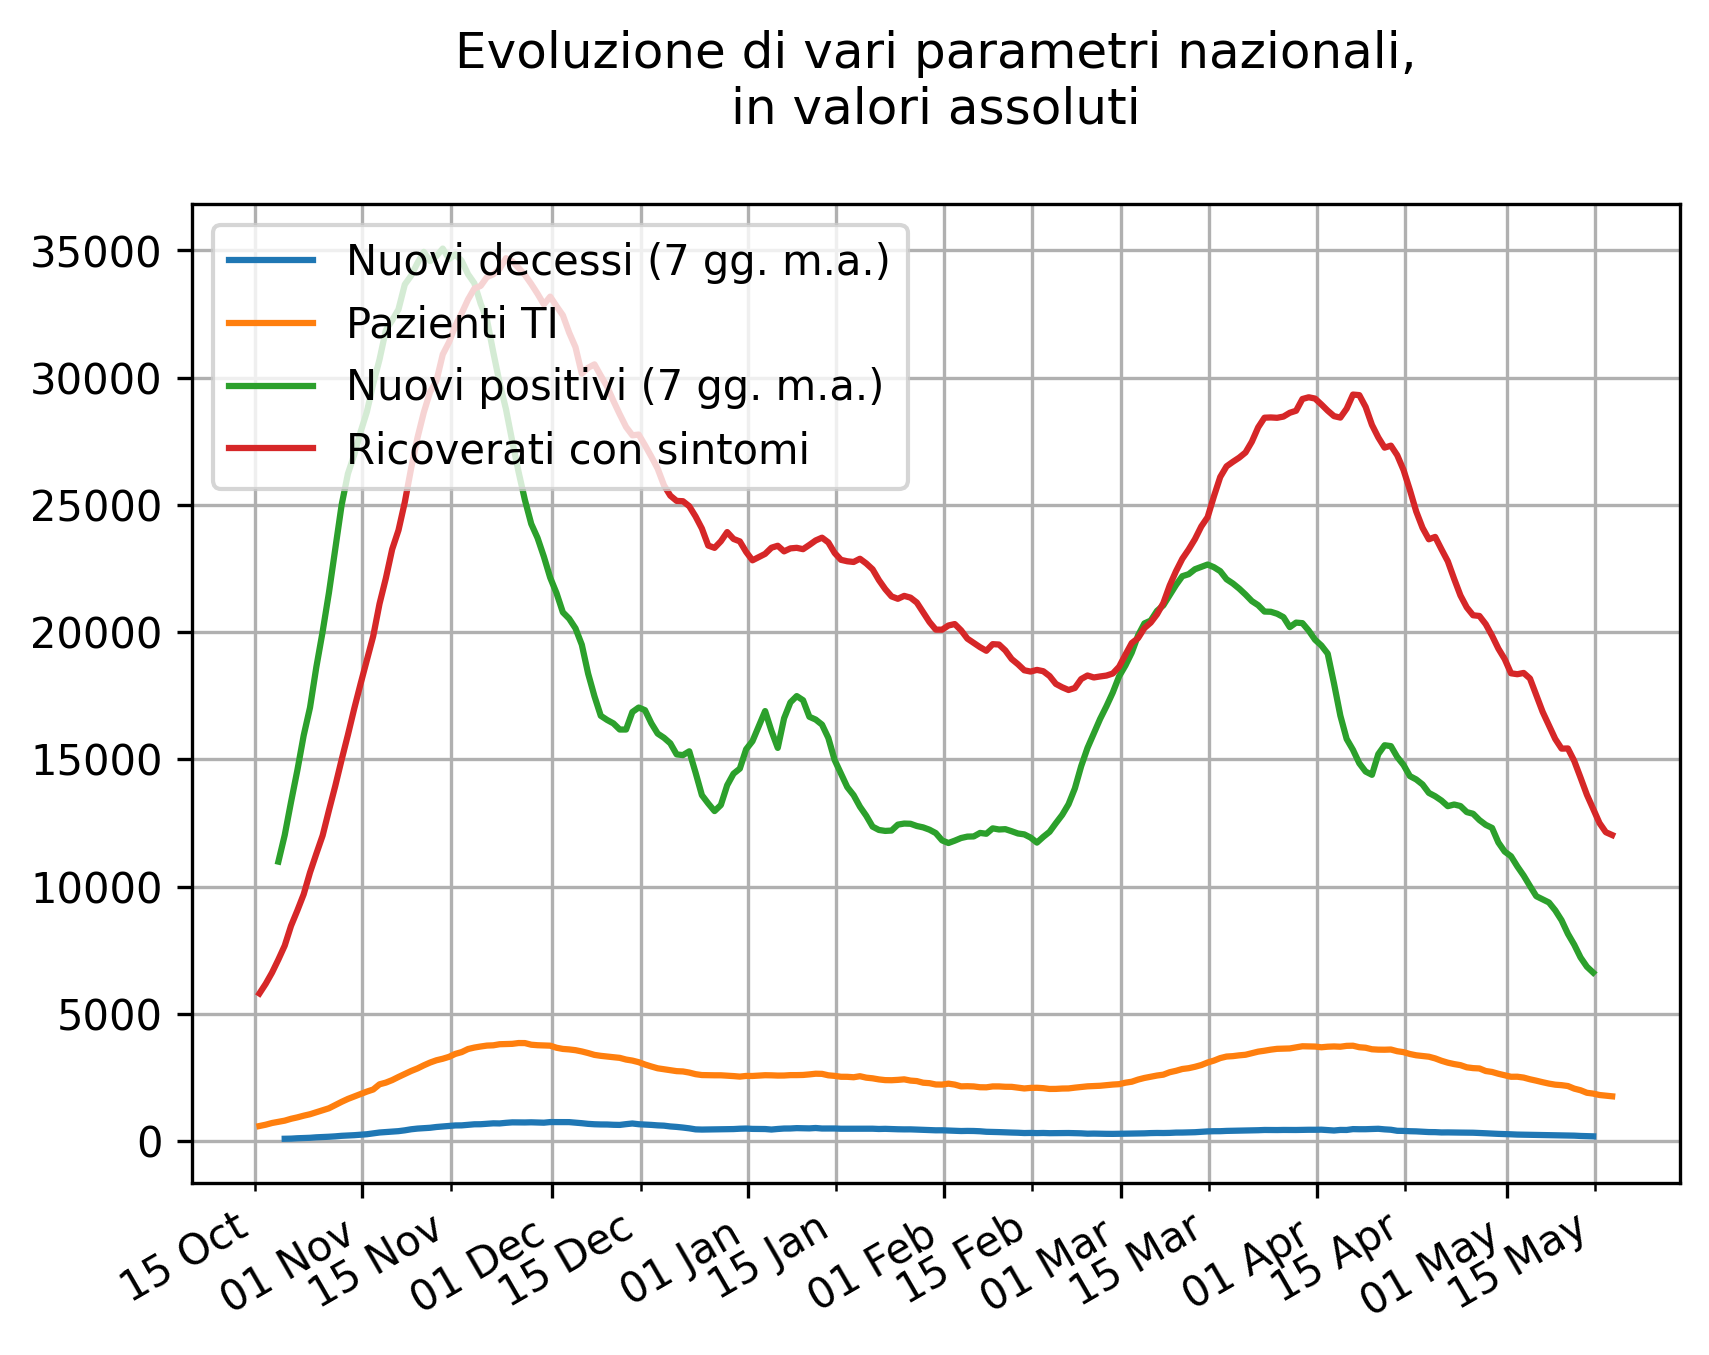 Evoluzione di vari parametri nazionali,
in valori assoluti
Nuovi decessi (7 gg. m.a.)
Pazienti TI
Nuovi positivi (7 gg. m.a.)
Ricoverati con sintomi
35000
30000
25000
20000
15000
10000
5000
0
15 Oct
01 Nov
15 Nov
01 Dec
15 Dec
01 Jan
15 Jan
01 Feb
15 Feb
01 Mar
15 Mar
01 Apr
15 Apr
01 May
15 May